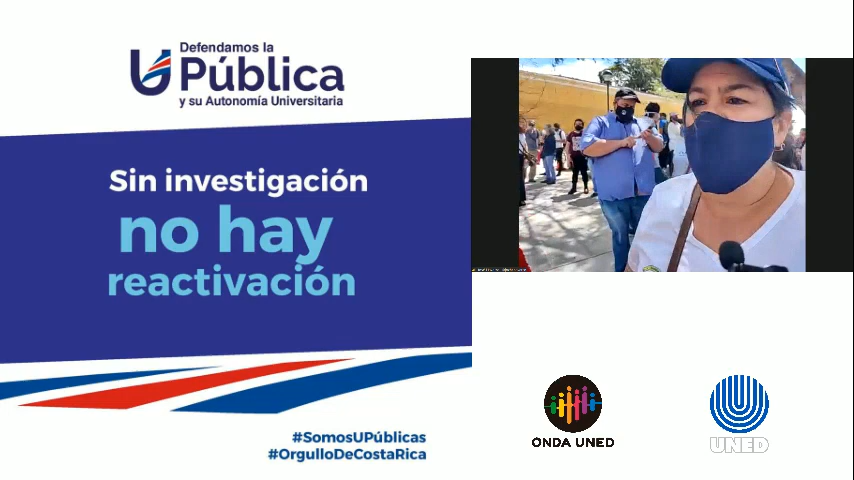 Defendamos la
Pública
y su Autonomía Universitaria
Sin investigación
no hay
reactivación
#SomosUPúblicas
#OrgulloDeCostaRica
ONDA UNED
UNED